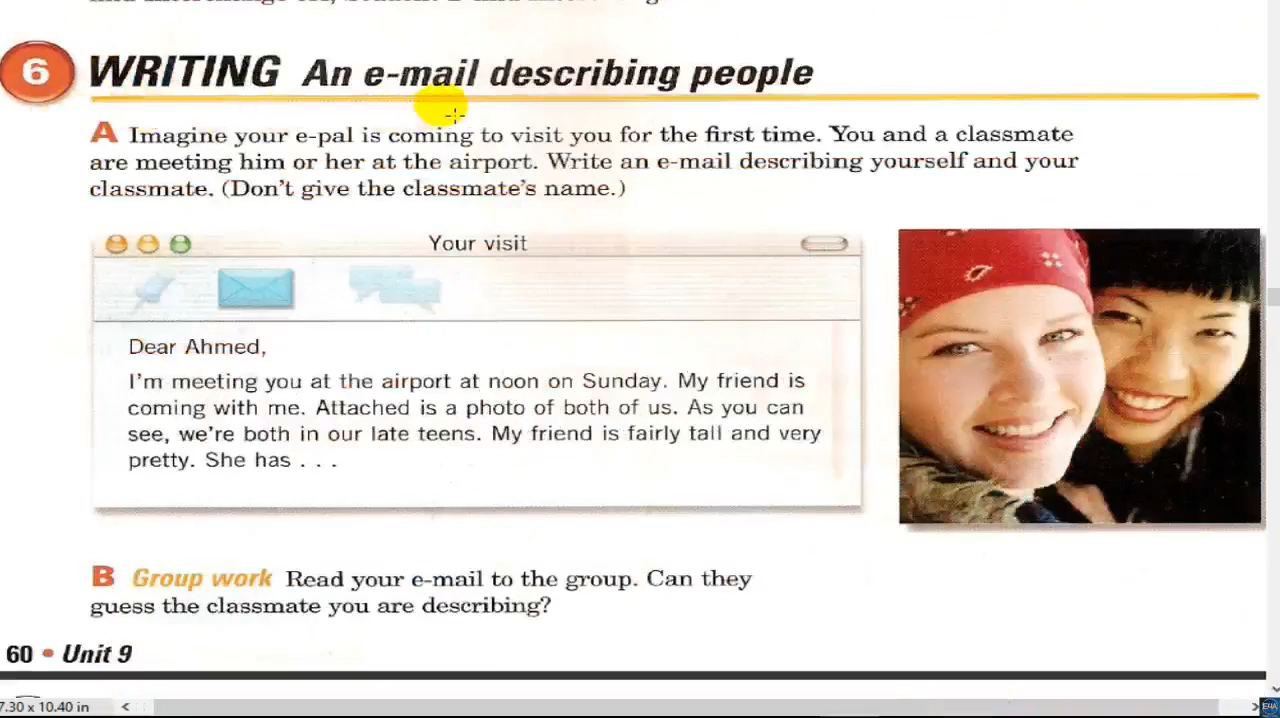 6 WRITING An e-mail describing people
A Imagine your e-pal is coming to visit you for the first time. You and a classmate
are meeting him or her at the airport. Write an e-mail describing yourself and your
classmate. (Don't give the classmate's name.)
Your visit
Dear Ahmed,
I'm meeting you at the airport at noon on Sunday. My friend is
coming with me. Attached is a photo of both of us. As you can
see, we're both in our late teens. My friend is fairly tall and very
pretty. She has . . .
B Group work Read your e-mail to the group. Can they
guess the classmate you are describing?
60 • Unit 9
7.30 x 10.40 in